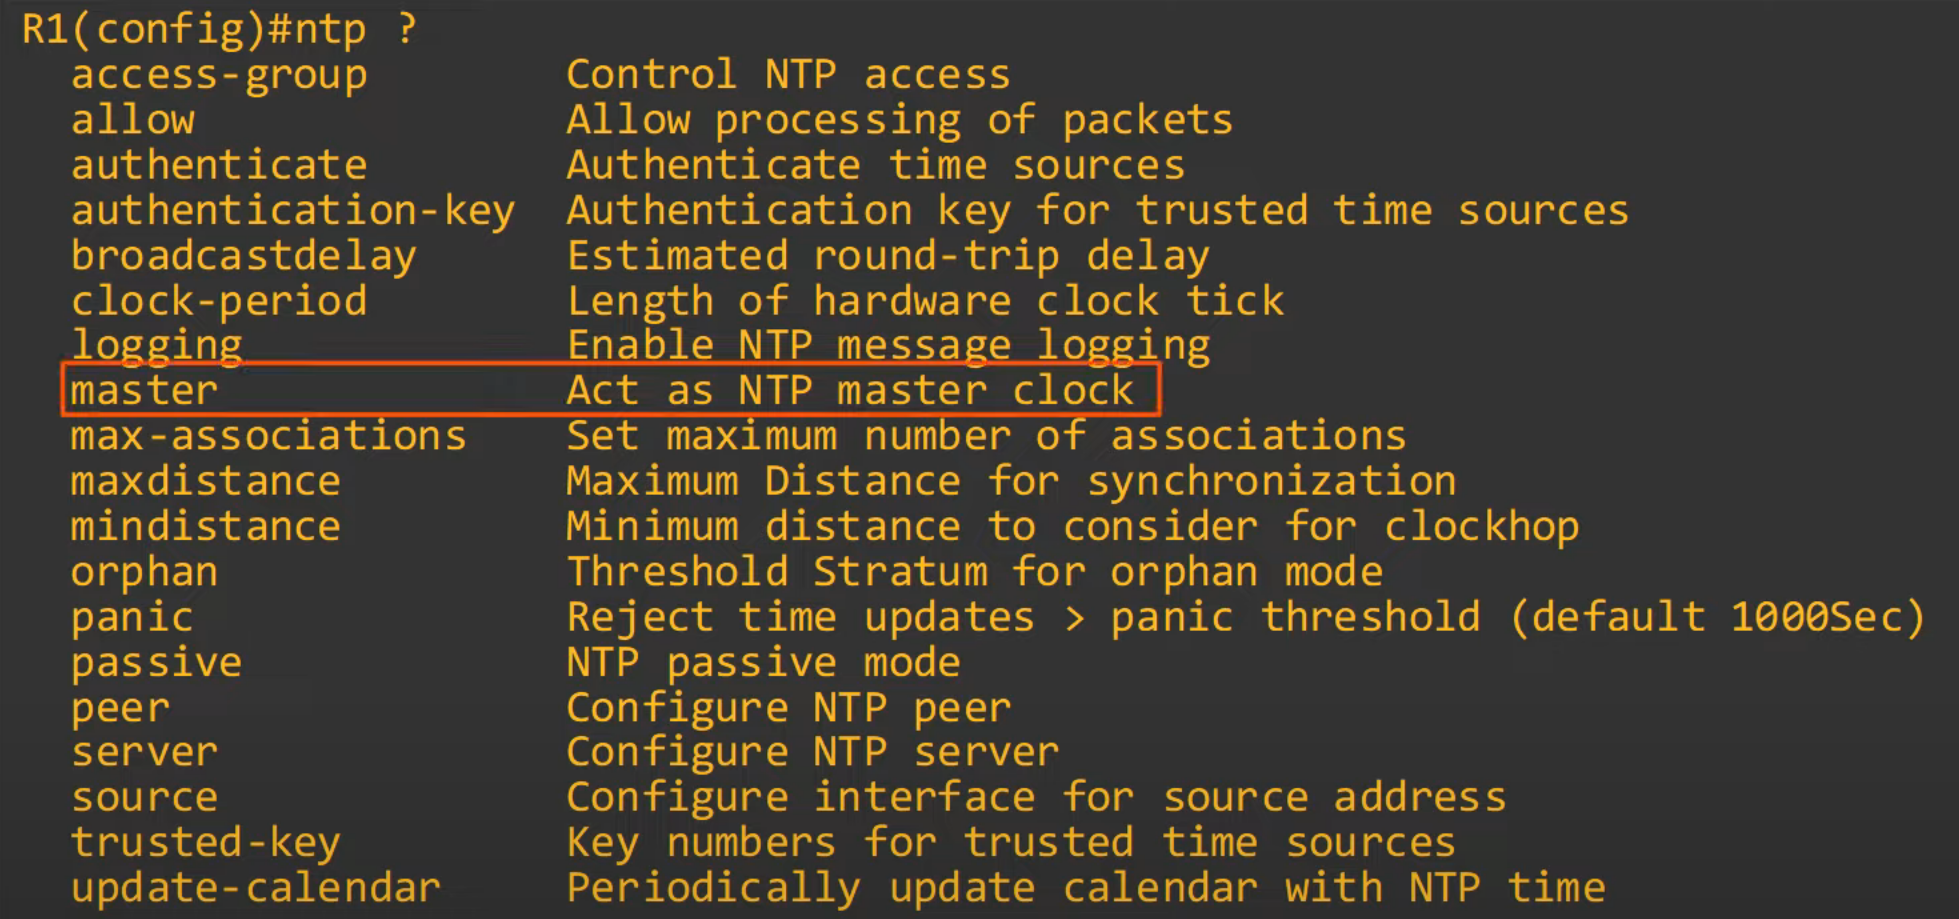 R1(config)#ntp ?
access-group Control NTP access
allow Allow processing of packets
authenticate Authenticate time sources
authentication-key Authentication key for trusted time sources
broadcastdelay Estimated round-trip delay
clock-period Length of hardware clock tick
logging Enable NTP message logging
master Act as NTP master clock
max-associations Set maximum number of associations
maxdistance Maximum Distance for synchronization
mindistance Minimum distance to consider for clockhop
orphan Threshold Stratum for orphan mode
panic Reject time updates > panic threshold (default 1000Sec)
passive NTP passive mode
peer Configure NTP peer
server Configure NTP server
source Configure interface for source address
trusted-key Key numbers for trusted time sources
update-calendar Periodically update calendar with NTP time